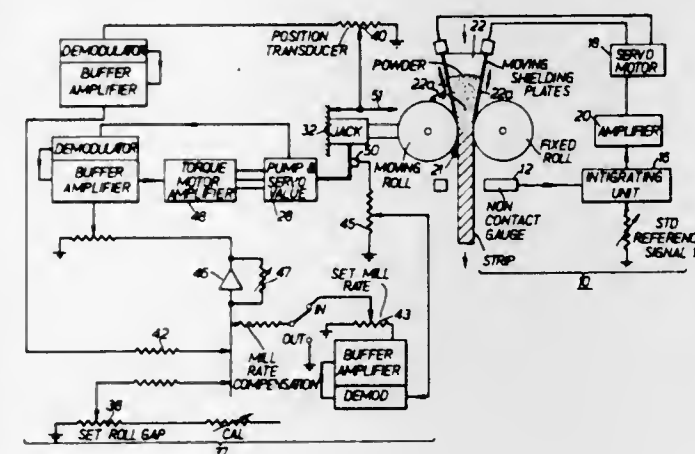 DEMODULATOR
BUFFER
AMPLIFIER
POSITION
TRANSDUCER
40
22
18
SERVO
MOTOR
POWDER
22a
22a
MOVING
SHIELDING
PLATES
51
32
JACK
MOVING ROLL
FIXED
ROLL
AMPLIFIER
20
DEMODULATOR
BUFFER
AMPLIFIER
TORQUE
MOTOR
AMPLIFIER
48
PUMP &
SERVO
VALUE
28
50
21
12
NON
CONTACT
GAUGE
16
INTIGRATING
UNIT
45
STRIP
STD
REFERENCE
SIGNAL
10
46
47
SET MILL
RATE
43
IN
OUT
42
MILL
RATE
COMPENSATION
BUFFER
AMPLIFIER
DEMOD
38
SET ROLL GAP
CAL